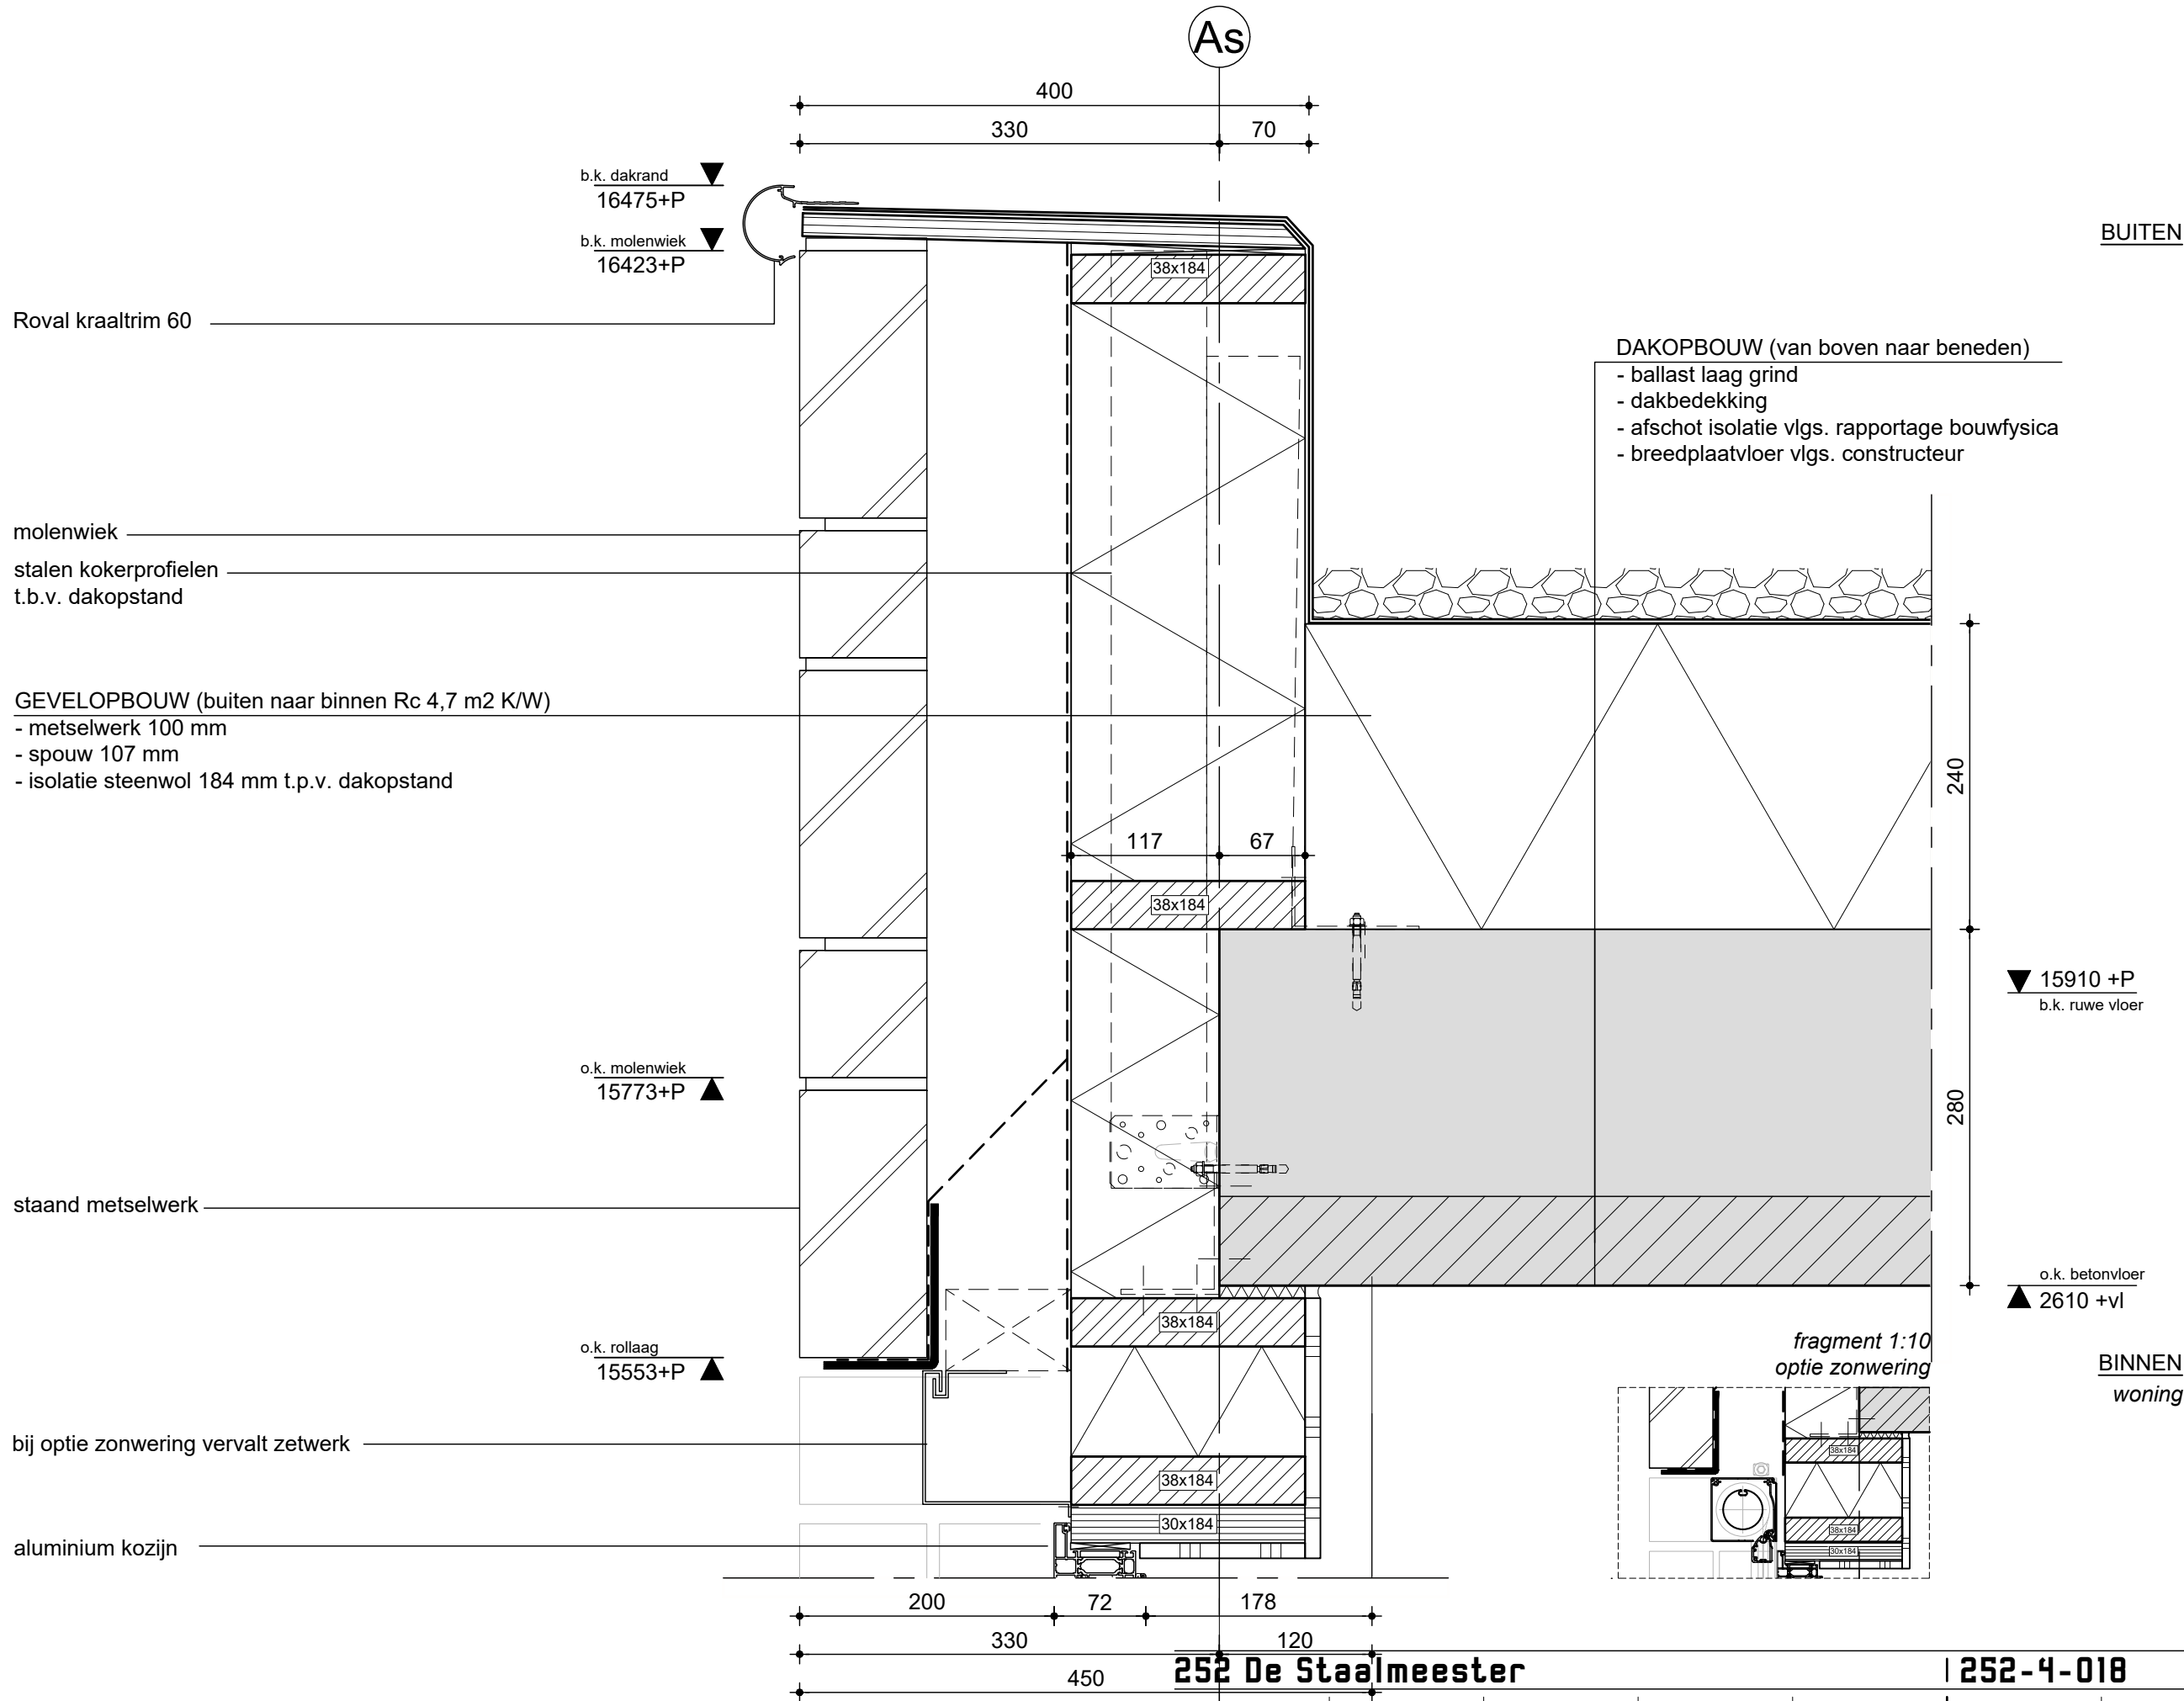 As
400
330
70
b.k. dakrand
16475+P
b.k. molenwiek
16423+P
BUITEN
38x184
Roval kraaltrim 60
DAKOPBOUW (van boven naar beneden)
- ballast laag grind
- dakbedekking
- afschot isolatie vlgs. rapportage bouwfysica
- breedplaatvloer vlgs. constructeur
molenwiek
stalen kokerprofielen
t.b.v. dakopstand
GEVELOPBOUW (buiten naar binnen Rc 4,7 m2 K/W)
- metselwerk 100 mm
- spouw 107 mm
- isolatie steenwol 184 mm t.p.v. dakopstand
240
117
67
38x184
15910 +P
b.k. ruwe vloer
o.k. molenwiek
15773+P
280
staand metselwerk
o.k. betonvloer
2610 +vl
38x184
o.k. rollaag
15553+P
fragment 1:10
optie zonwering
BINNEN
woning
bij optie zonwering vervalt zetwerk
38x184
38x184
30x184
38x184
30x184
aluminium kozijn
200
72
178
330
120
450
252 De Staalmeester
252-4-018